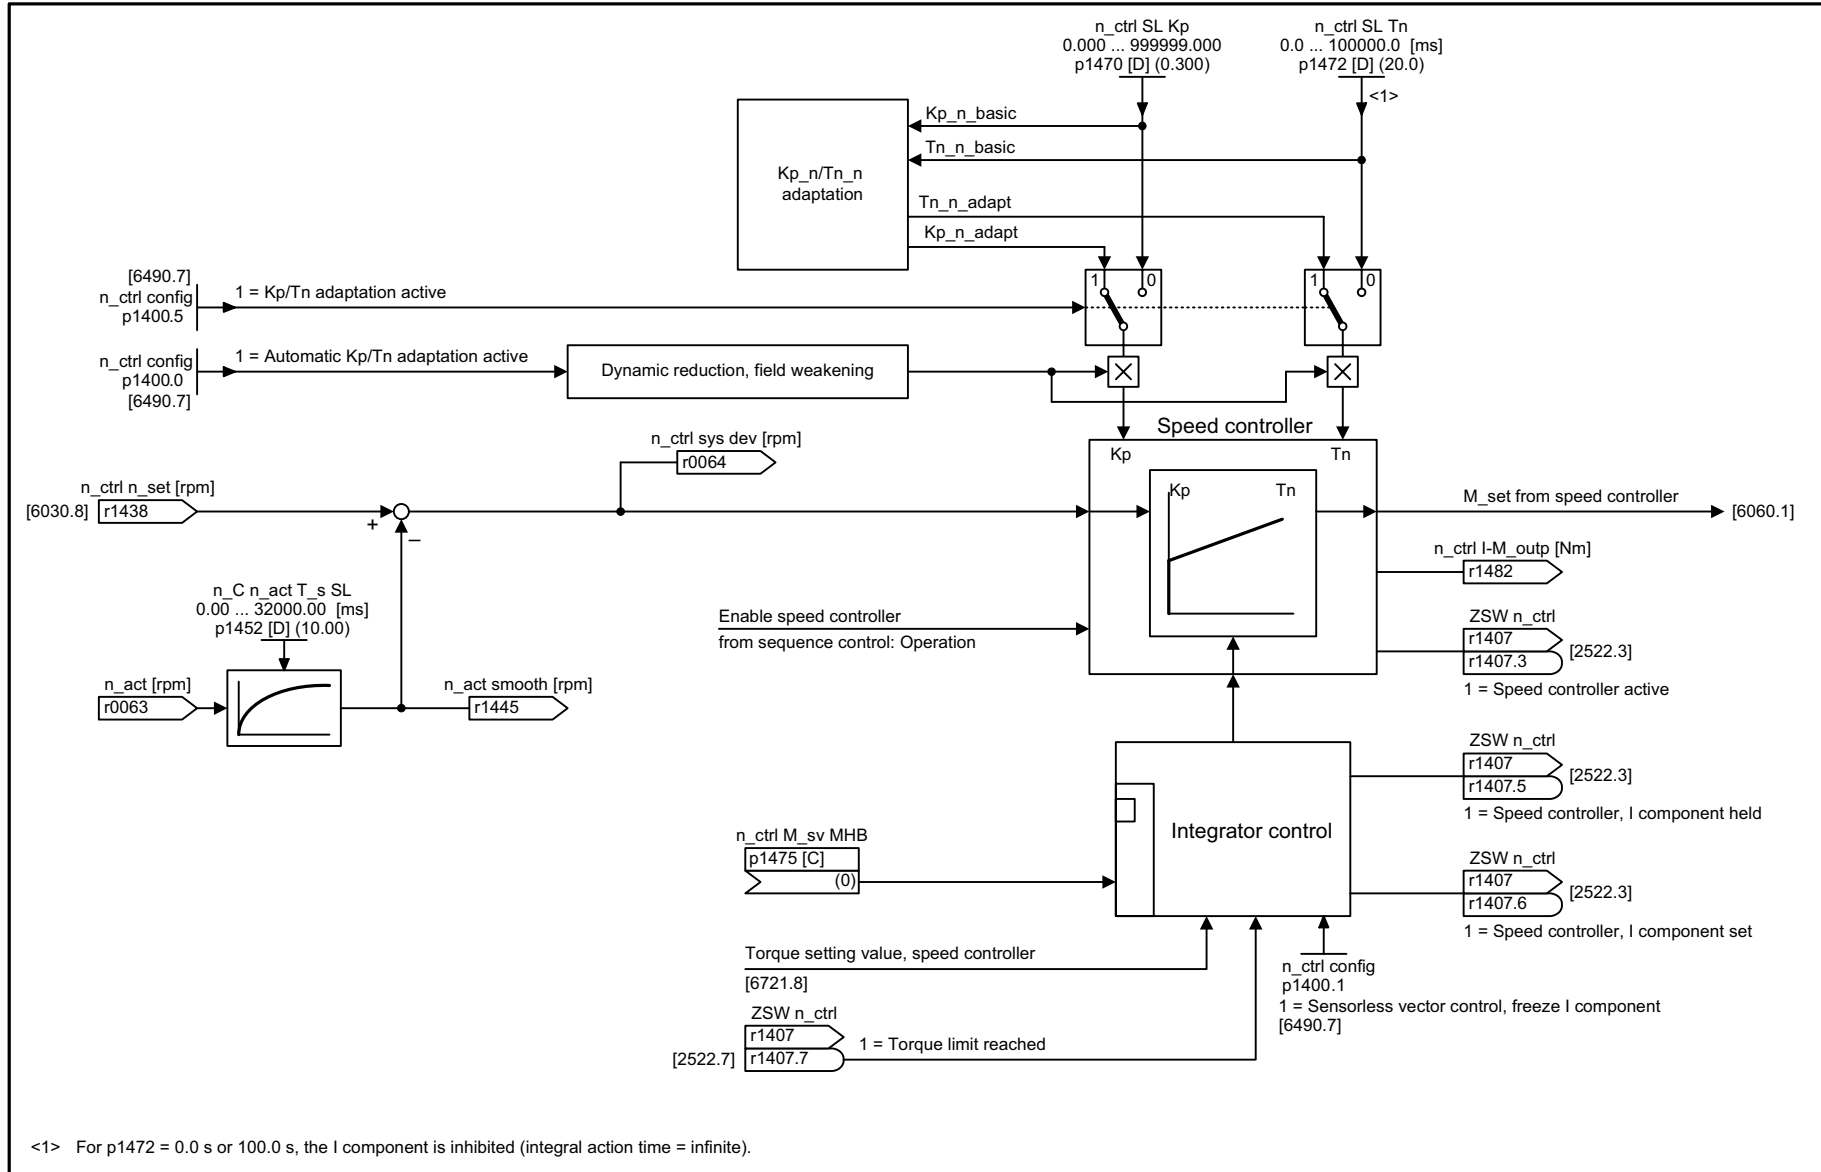 n_ctrl SL Kp
0.000 ... 999999.000
p1470 [D] (0.300)
n_ctrl SL Tn
0.0 ... 100000.0 [ms]
p1472 [D] (20.0)
<1>
Kp_n_basic
Tn_n_basic
Kp_n/Tn_n
adaptation
Tn_n_adapt
Kp_n_adapt
[6490.7]
n_ctrl config
p1400.5
1 = Kp/Tn adaptation active
1 0
1 0
n_ctrl config
p1400.0
[6490.7]
1 = Automatic Kp/Tn adaptation active
Dynamic reduction, field weakening
Speed controller
Kp
Tn
n_ctrl sys dev [rpm]
r0064
n_ctrl n_set [rpm]
[6030.8]
r1438
+
–
Kp
Tn
M_set from speed controller
[6060.1]
n_ctrl I-M_outp [Nm]
r1482
n_C n_act T_s SL
0.00 ... 32000.00 [ms]
p1452 [D] (10.00)
Enable speed controller
from sequence control: Operation
ZSW n_ctrl
r1407
r1407.3
[2522.3]
1 = Speed controller active
n_act [rpm]
r0063
n_act smooth [rpm]
r1445
ZSW n_ctrl
r1407
r1407.5
[2522.3]
1 = Speed controller, I component held
Integrator control
n_ctrl M_sv MHB
p1475 [C]
(0)
ZSW n_ctrl
r1407
r1407.6
[2522.3]
1 = Speed controller, I component set
Torque setting value, speed controller
[6721.8]
n_ctrl config
p1400.1
1 = Sensorless vector control, freeze I component
[6490.7]
ZSW n_ctrl
r1407
[2522.7]
r1407.7
1 = Torque limit reached
<1> For p1472 = 0.0 s or 100.0 s, the I component is inhibited (integral action time = infinite).